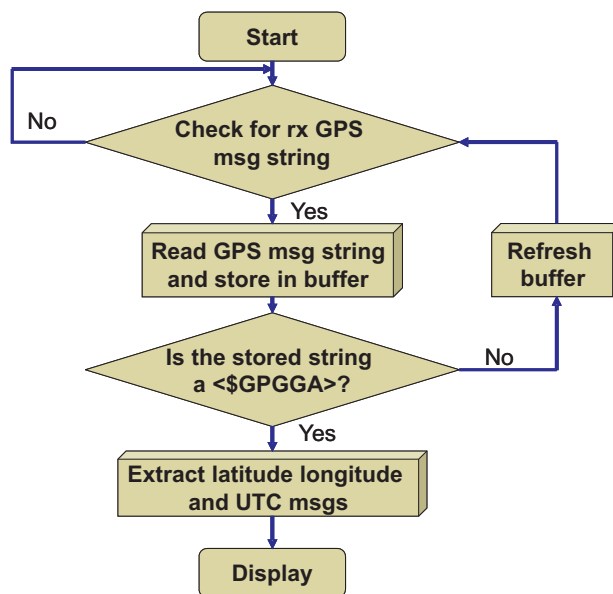 Start
No
Check for rx GPS
msg string
Yes
Read GPS msg string
and store in buffer
Refresh
buffer
Is the stored string
a <$GPGGA>?
No
Yes
Extract latitude longitude
and UTC msgs
Display